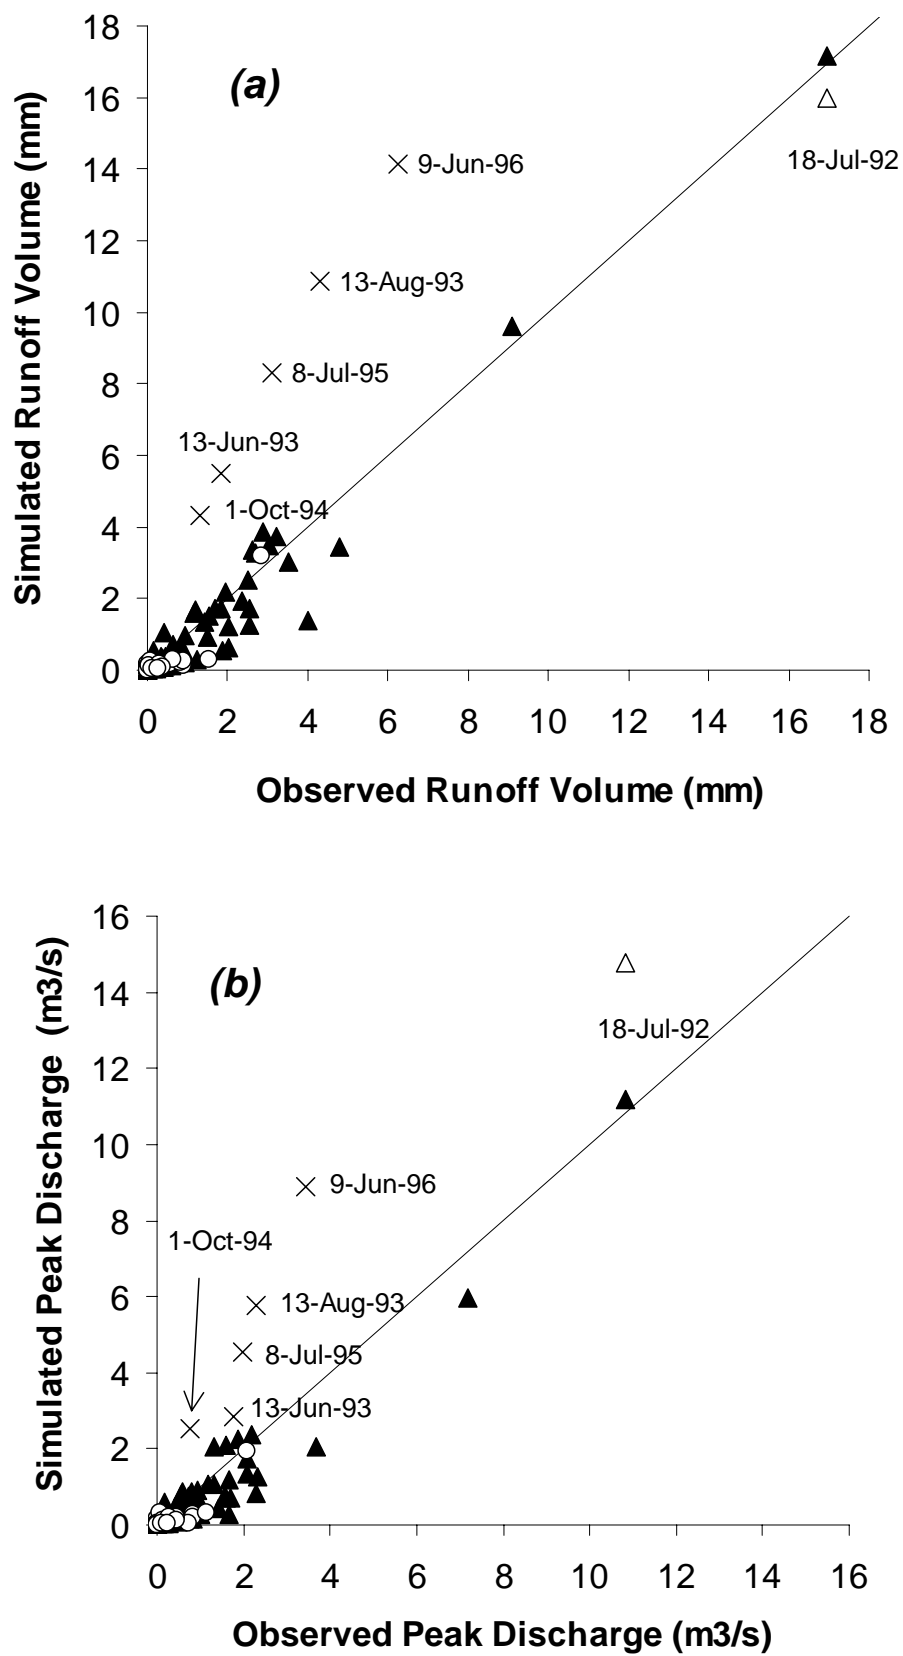 18
(a)
16
18-Jul-92
14
9-Jun-96
12
13-Aug-93
10
8-Jul-95
8
13-Jun-93
6
1-Oct-94
4
2
0
Simulated Runoff Volume (mm)
0 2 4 6 8 10 12 14 16 18
Observed Runoff Volume (mm)
16
(b)
14
18-Jul-92
12
10
9-Jun-96
8
1-Oct-94
6
13-Aug-93
8-Jul-95
4
13-Jun-93
2
0
Simulated Peak Discharge (m3/s)
0 2 4 6 8 10 12 14 16
Observed Peak Discharge (m3/s)